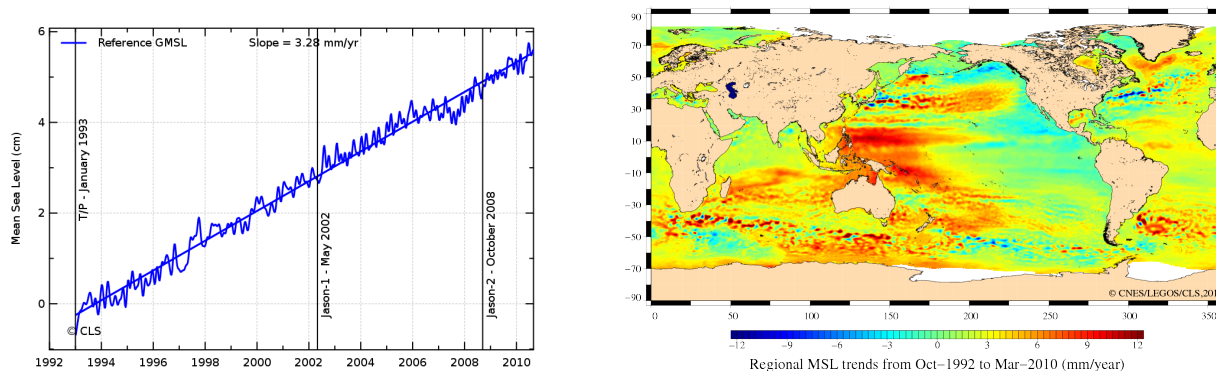 Reference GMSL
Slope = 3.28 mm/yr
Mean Sea Level (cm)
6
4
2
0
T/P - January 1993
Jason-1 - May 2002
Jason-2 - October 2008
© CLS
1992 1994 1996 1998 2000 2002 2004 2006 2008 2010
90
70
50
30
10
−10
−30
−50
−70
−90
© CNES/LEGOS/CLS,201
0 50 100 150 200 250 300 350
−12 −9 −6 −3 0 3 6 9 12
Regional MSL trends from Oct−1992 to Mar−2010 (mm/year)